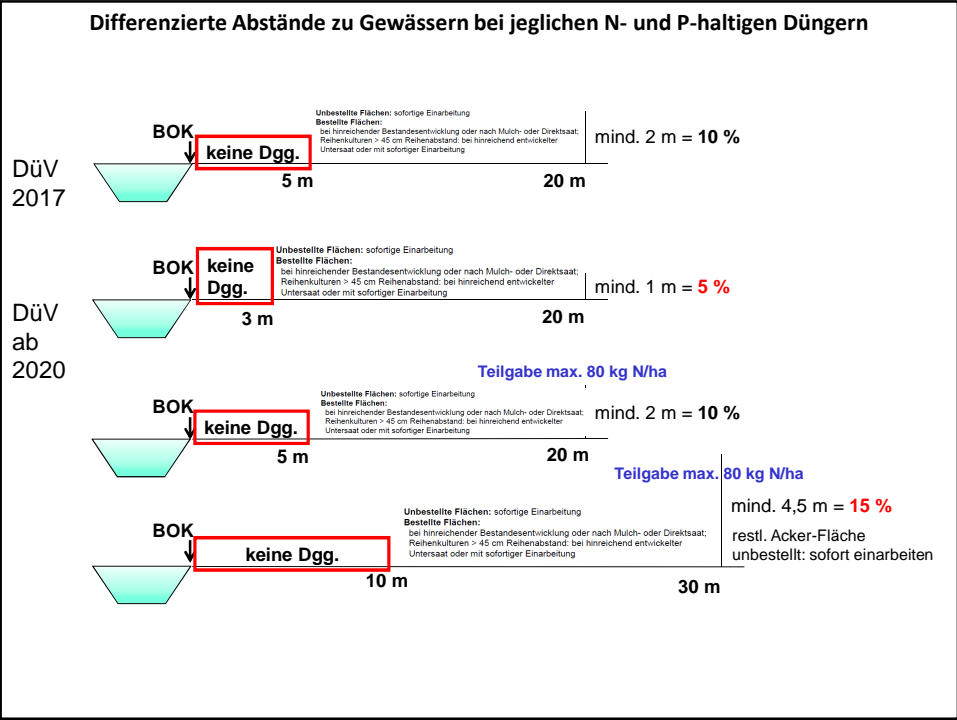 Differenzierte Abstände zu Gewässern bei jeglichen N- und P-haltigen Düngern
DüV
2017
BOK
keine Dgg.
Unbestellte Flächen: sofortige Einarbeitung
Bestellte Flächen:
bei hinreichender Bestandesentwicklung oder nach Mulch- oder Direktsaat;
Reihenkulturen > 45 cm Reihenabstand: bei hinreichend entwickelter
Untersaat oder mit sofortiger Einarbeitung
mind. 2 m = 10 %
5 m
20 m
DüV
ab
2020
BOK
keine
Dgg.
Unbestellte Flächen: sofortige Einarbeitung
Bestellte Flächen:
bei hinreichender Bestandesentwicklung oder nach Mulch- oder Direktsaat;
Reihenkulturen > 45 cm Reihenabstand: bei hinreichend entwickelter
Untersaat oder mit sofortiger Einarbeitung
mind. 1 m = 5 %
3 m
20 m
Teilgabe max. 80 kg N/ha
BOK
keine Dgg.
Unbestellte Flächen: sofortige Einarbeitung
Bestellte Flächen:
bei hinreichender Bestandesentwicklung oder nach Mulch- oder Direktsaat;
Reihenkulturen > 45 cm Reihenabstand: bei hinreichend entwickelter
Untersaat oder mit sofortiger Einarbeitung
mind. 2 m = 10 %
5 m
20 m
Teilgabe max. 80 kg N/ha
BOK
keine Dgg.
Unbestellte Flächen: sofortige Einarbeitung
Bestellte Flächen:
bei hinreichender Bestandesentwicklung oder nach Mulch- oder Direktsaat;
Reihenkulturen > 45 cm Reihenabstand: bei hinreichend entwickelter
Untersaat oder mit sofortiger Einarbeitung
mind. 4,5 m = 15 %
restl. Acker-Fläche
unbestellt: sofort einarbeiten
10 m
30 m